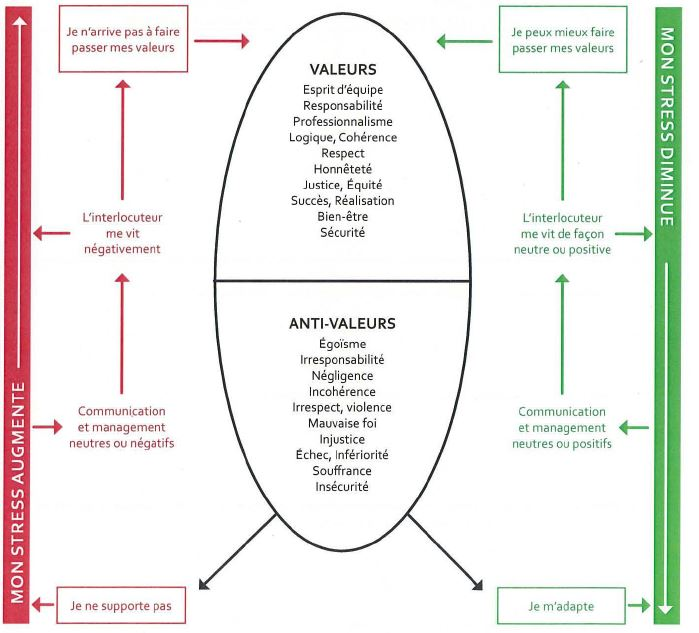 Je n'arrive pas à faire
passer mes valeurs
Je peux mieux faire
passer mes valeurs
MON STRESS DIMINUE
VALEURS
Esprit d'équipe
Responsabilité
Professionnalisme
Logique, Cohérence
Respect
Honnêteté
Justice, Équité
Succès, Réalisation
Bien-être
Sécurité
L'interlocuteur
me vit
négativement
L'interlocuteur
me vit de façon
neutre ou positive
ANTI-VALEURS
Égoïsme
Irresponsabilité
Négligence
Incohérence
Irrespect, violence
Mauvaise foi
Injustice
Échec, Infériorité
Souffrance
Insécurité
Communication
et management
neutres ou négatifs
Communication
et management
neutres ou positifs
MON STRESS AUGMENTE
Je ne supporte pas
Je m'adapte